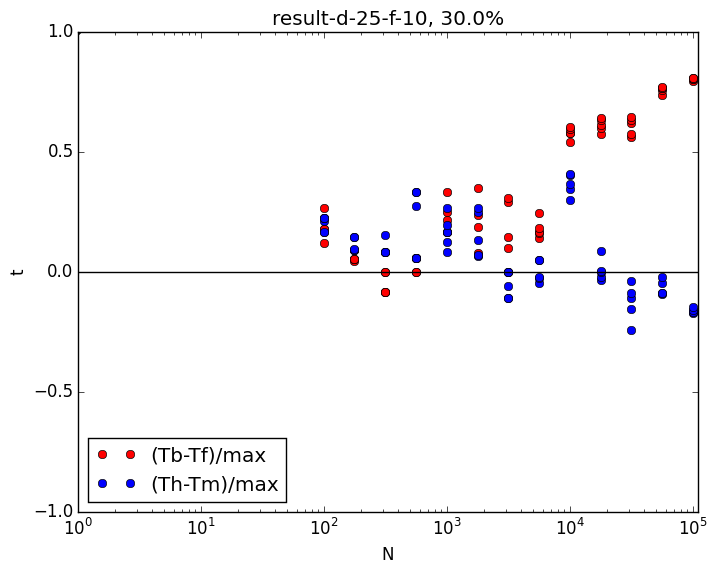 result-d-25-f-10, 30.0%
1.0
0.5
0.0
−0.5
−1.0
t
(Tb-Tf)/max
(Th-Tm)/max
10^0 10^1 10^2 10^3 10^4 10^5
N